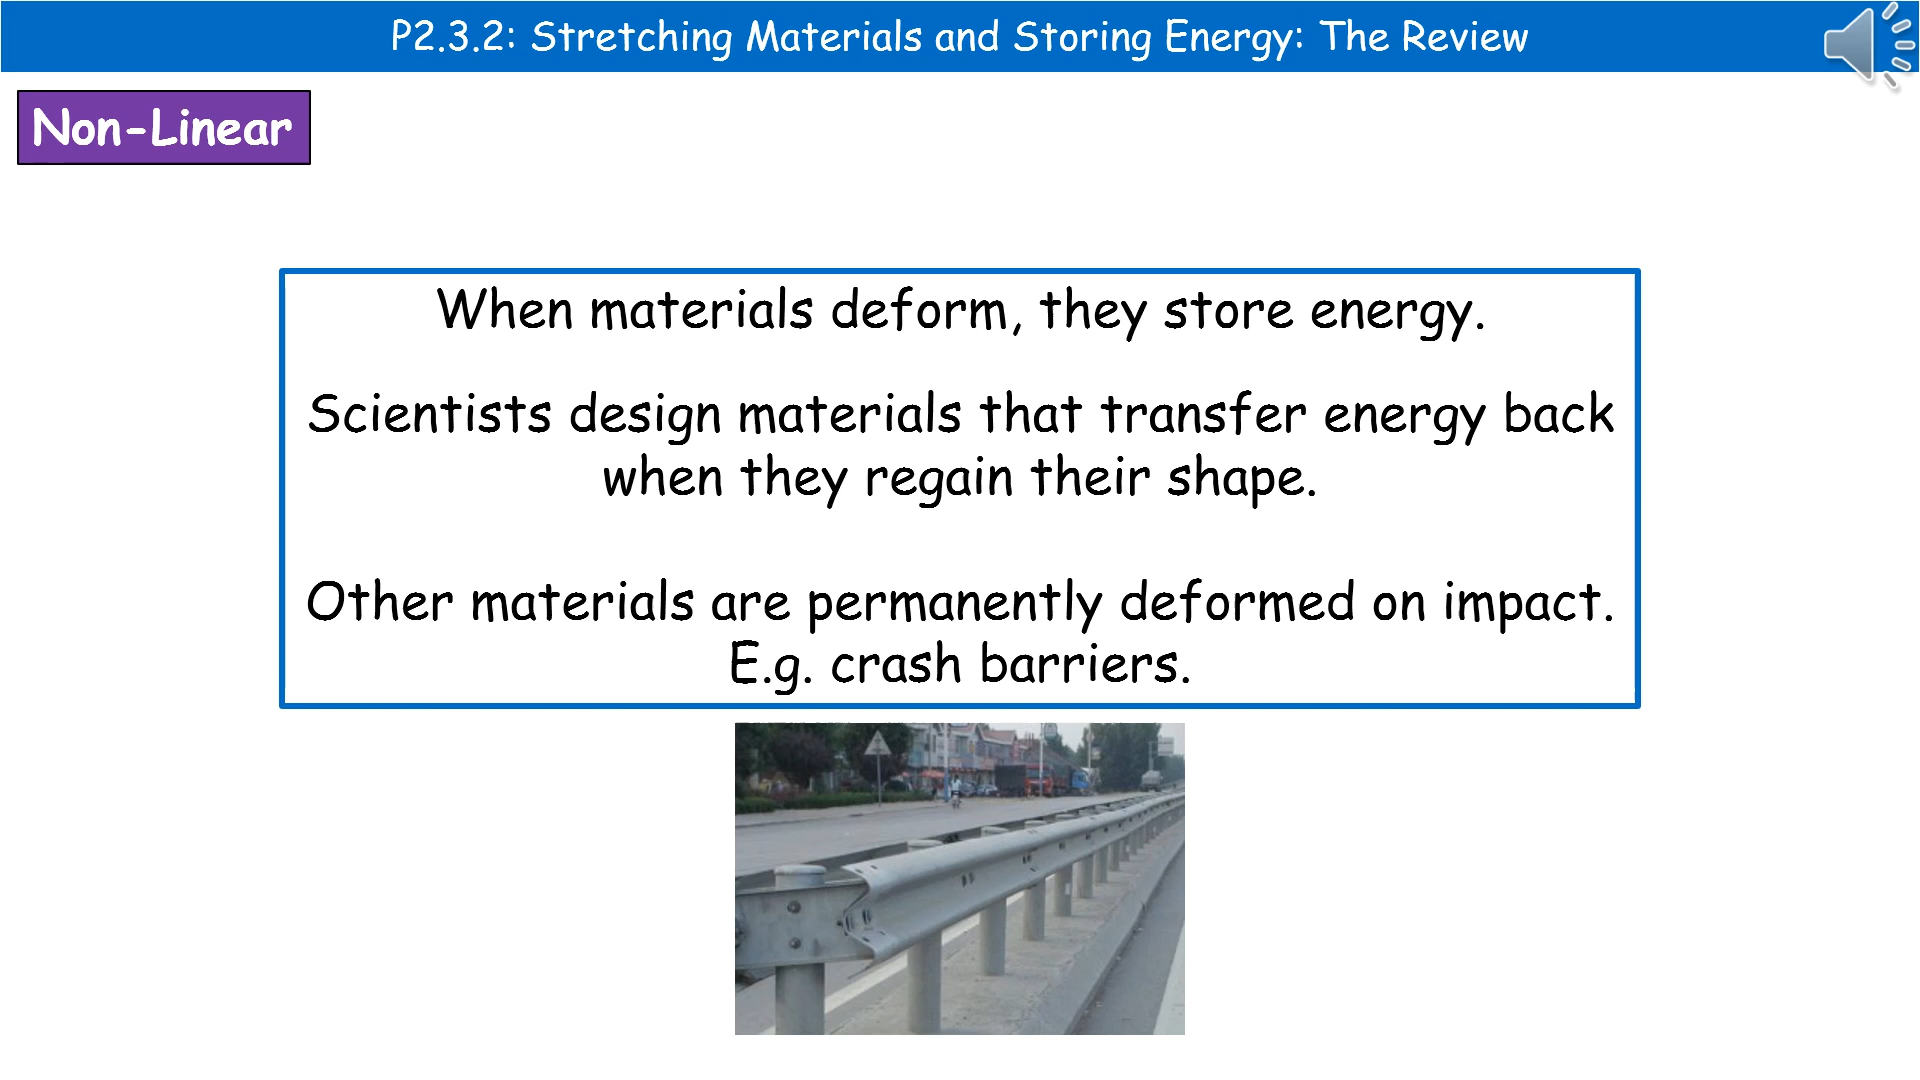 P2.3.2: Stretching Materials and Storing Energy: The Review
Non-Linear
When materials deform, they store energy.
Scientists design materials that transfer energy back
when they regain their shape.
Other materials are permanently deformed on impact.
E.g. crash barriers.